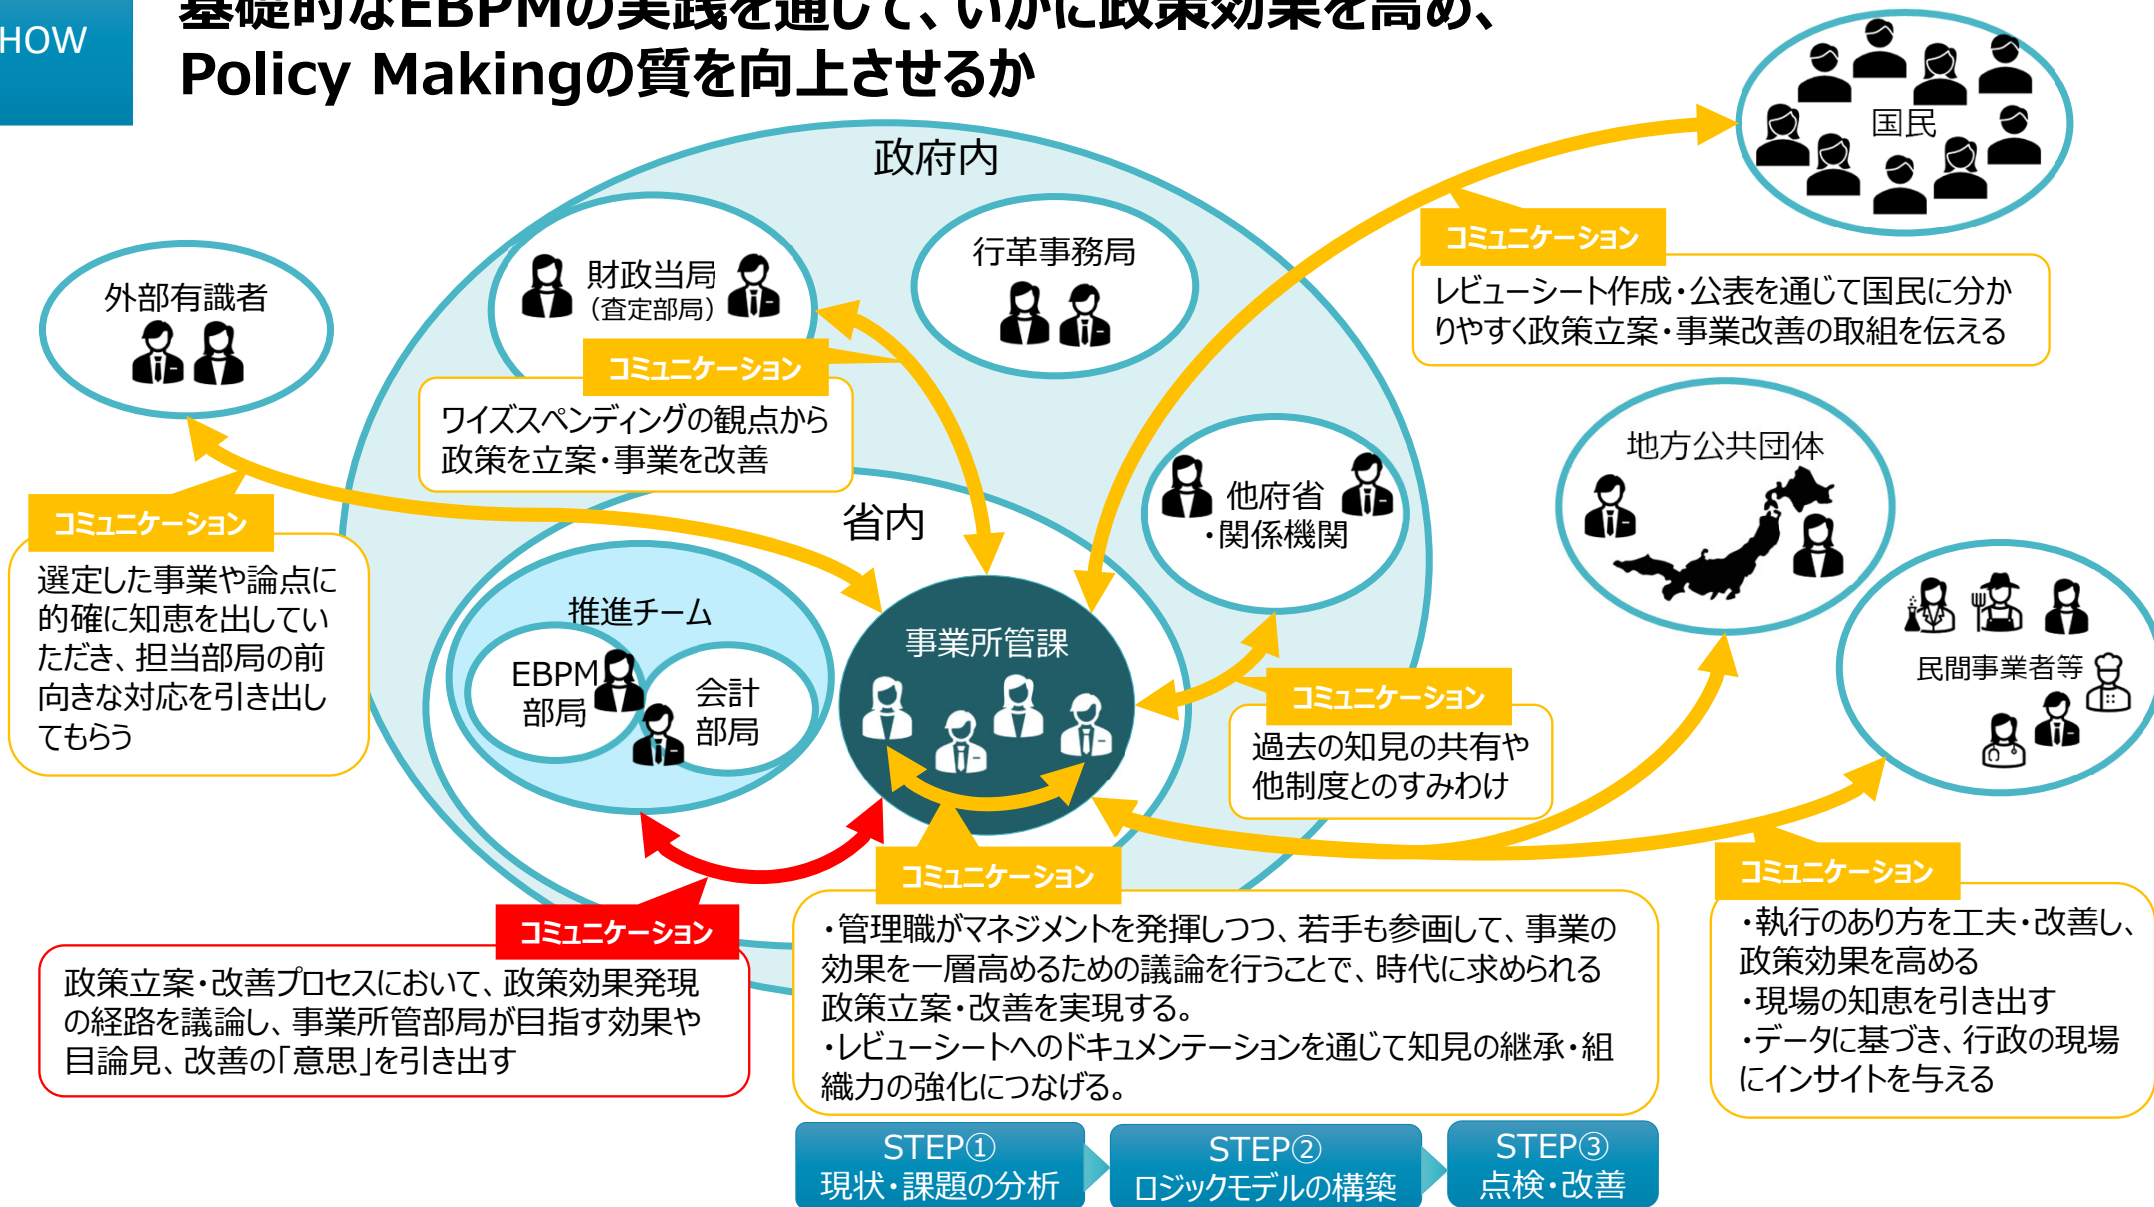 HOW
基礎的なEBPMの実践を通じて、いかに政策効果を高め、
Policy Makingの質を向上させるか
国民
政府内
コミュニケーション
レビューシート作成・公表を通じて国民に分か
りやすく政策立案・事業改善の取組を伝える
行革事務局
財政当局
（査定部局）
外部有識者
コミュニケーション
ワイズスペンディングの観点から
政策を立案・事業を改善
地方公共団体
他府省
・関係機関
省内
コミュニケーション
選定した事業や論点に
的確に知恵を出してい
ただき、担当部局の前
向きな対応を引き出し
てもらう
推進チーム
EBPM
部局
会計
部局
事業所管課
民間事業者等
コミュニケーション
過去の知見の共有や
他制度とのすみわけ
コミュニケーション
政策立案・改善プロセスにおいて、政策効果発現
の経路を議論し、事業所管部局が目指す効果や
目論見、改善の「意思」を引き出す
コミュニケーション
・管理職がマネジメントを発揮しつつ、若手も参画して、事業の
効果を一層高めるための議論を行うことで、時代に求められる
政策立案・改善を実現する。
・レビューシートへのドキュメンテーションを通じて知見の継承・組
織力の強化につなげる。
コミュニケーション
・執行のあり方を工夫・改善し、
政策効果を高める
・現場の知恵を引き出す
・データに基づき、行政の現場
にインサイトを与える
STEP①
現状・課題の分析
STEP②
ロジックモデルの構築
STEP③
点検・改善